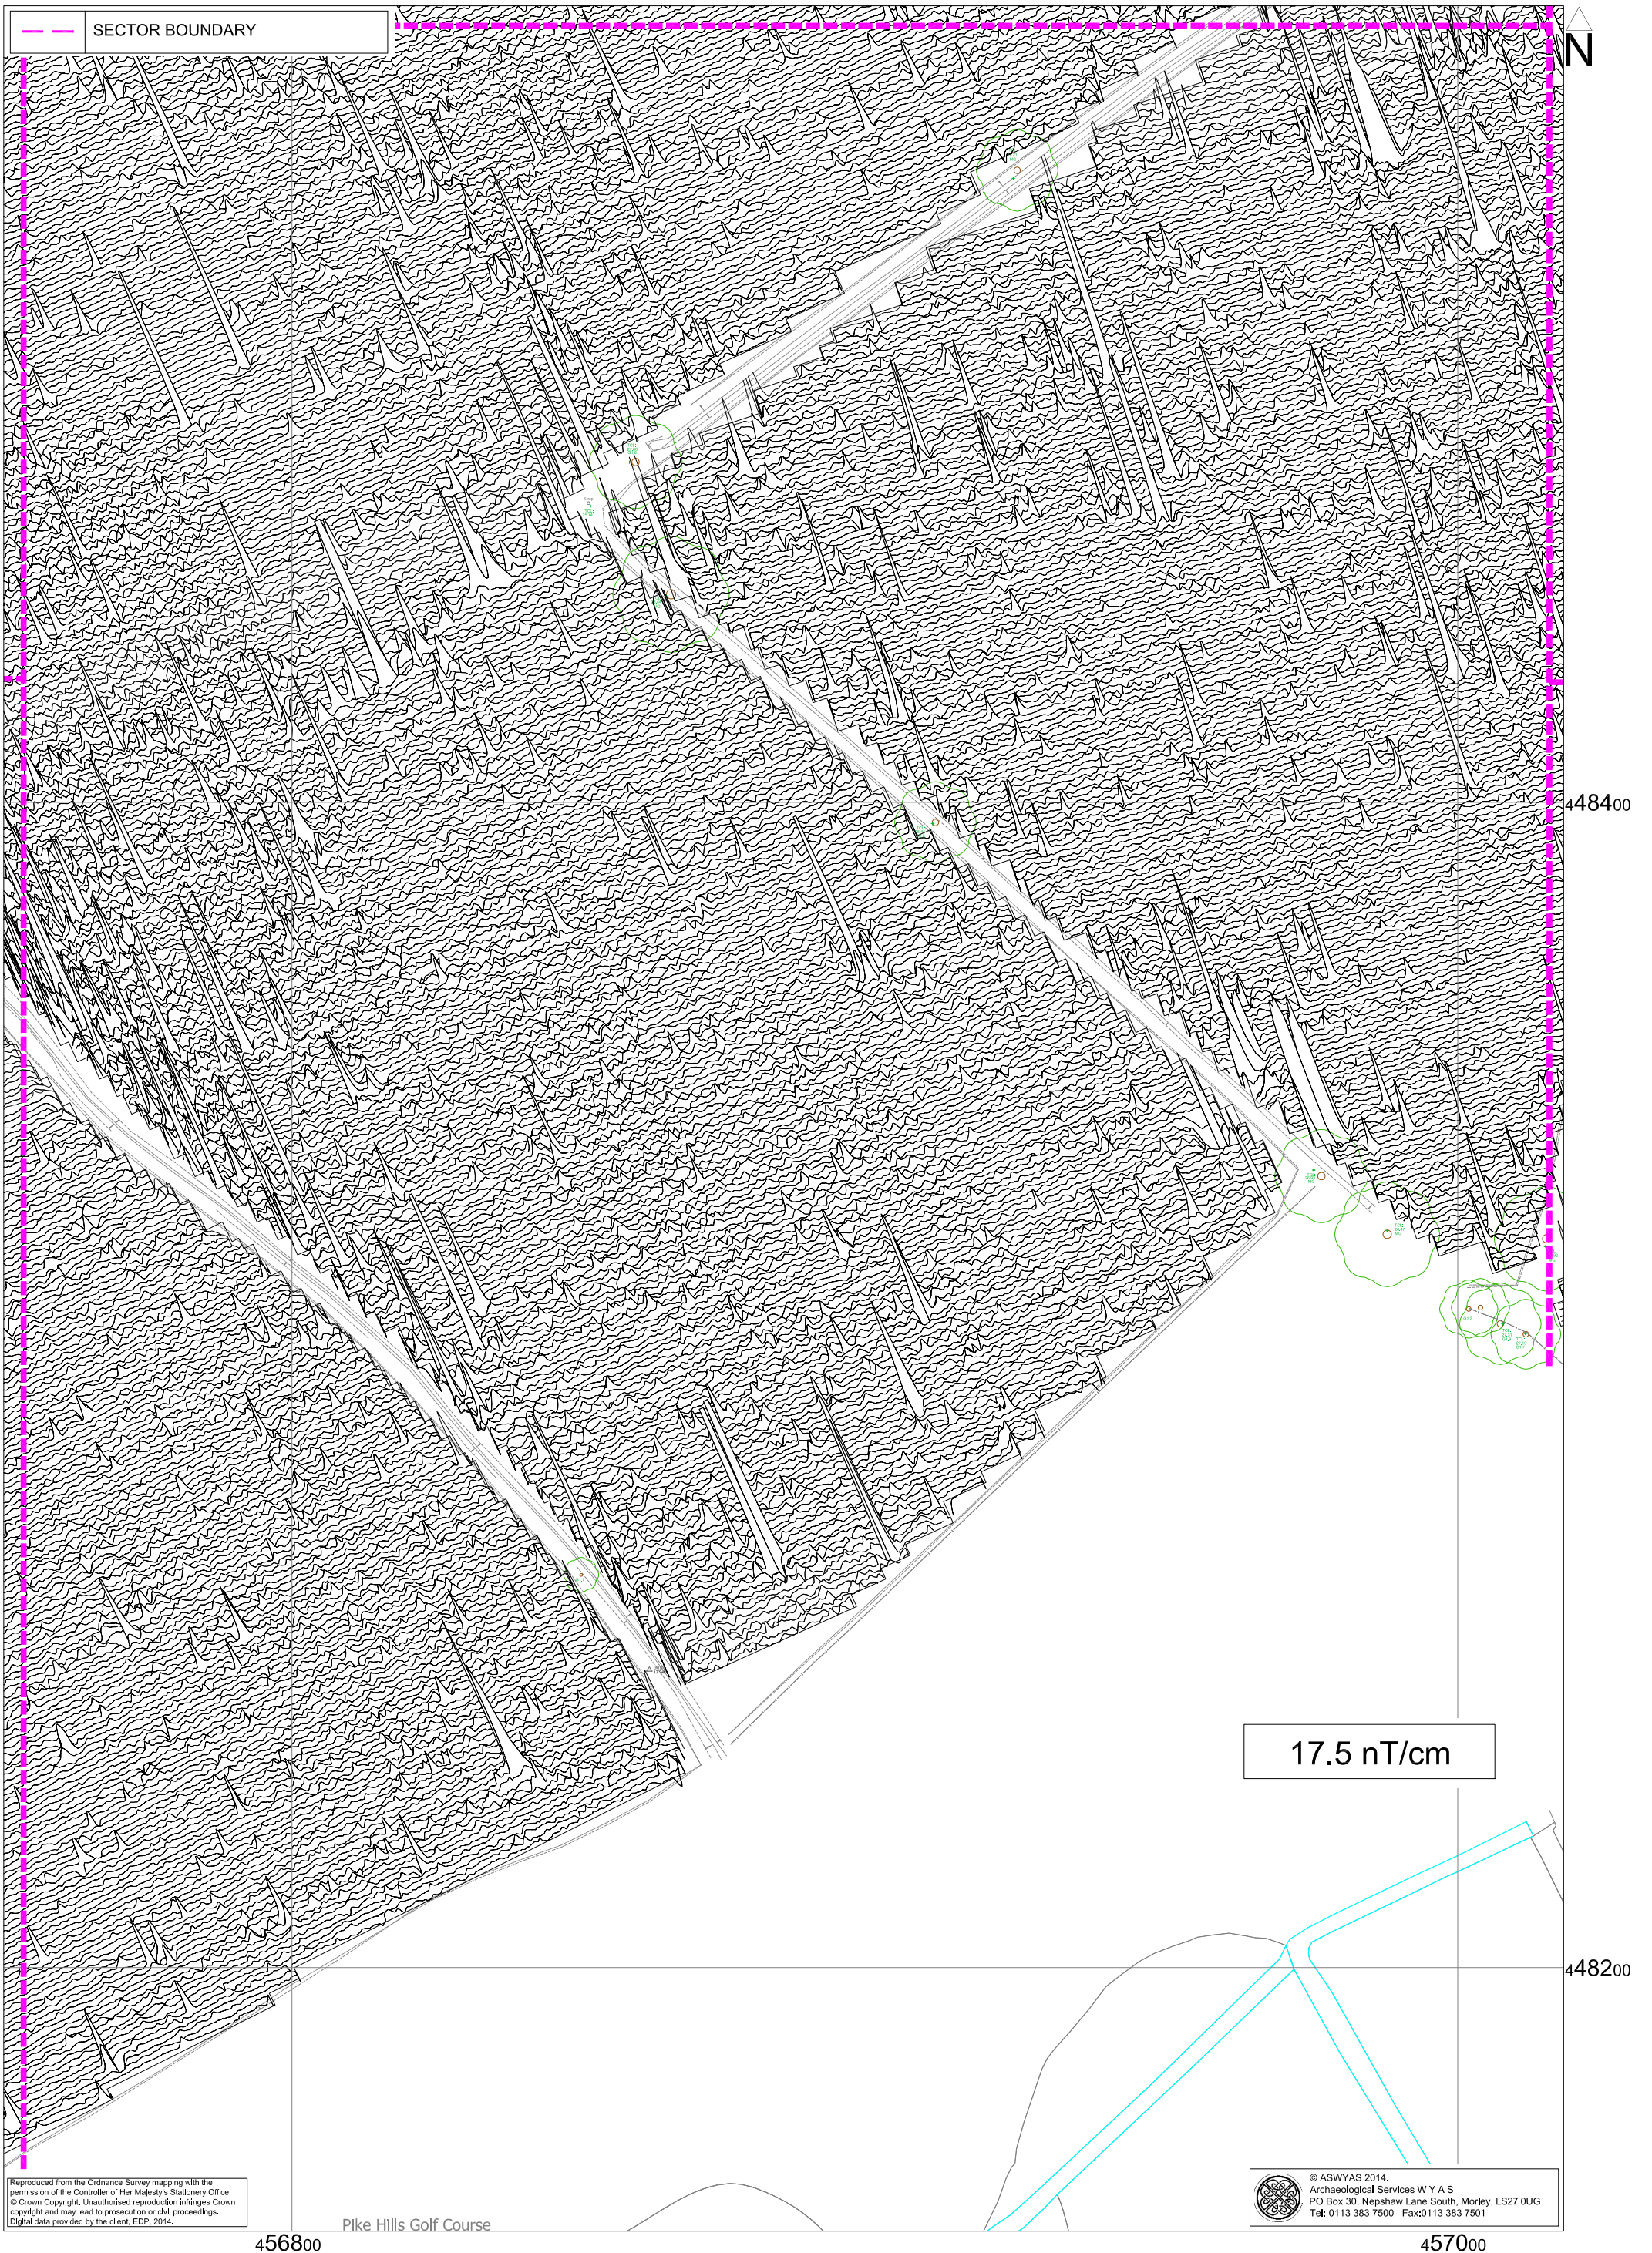 SECTOR BOUNDARY
N
448400
17.5 nT/cm
448200
Reproduced from the Ordnance Survey mapping with the
permission of the Controller of Her Majesty's Stationery Office.
© Crown Copyright. Unauthorised reproduction infringes Crown
copyright and may lead to prosecution or civil proceedings.
Digital data provided by the client, EDP, 2014.
Pike Hills Golf Course
© ASWYAS 2014.
Archaeological Services W Y A S
PO Box 30, Nepshaw Lane South, Morley, LS27 0UG
Tel: 0113 383 7500 Fax:0113 383 7501
456800
457000